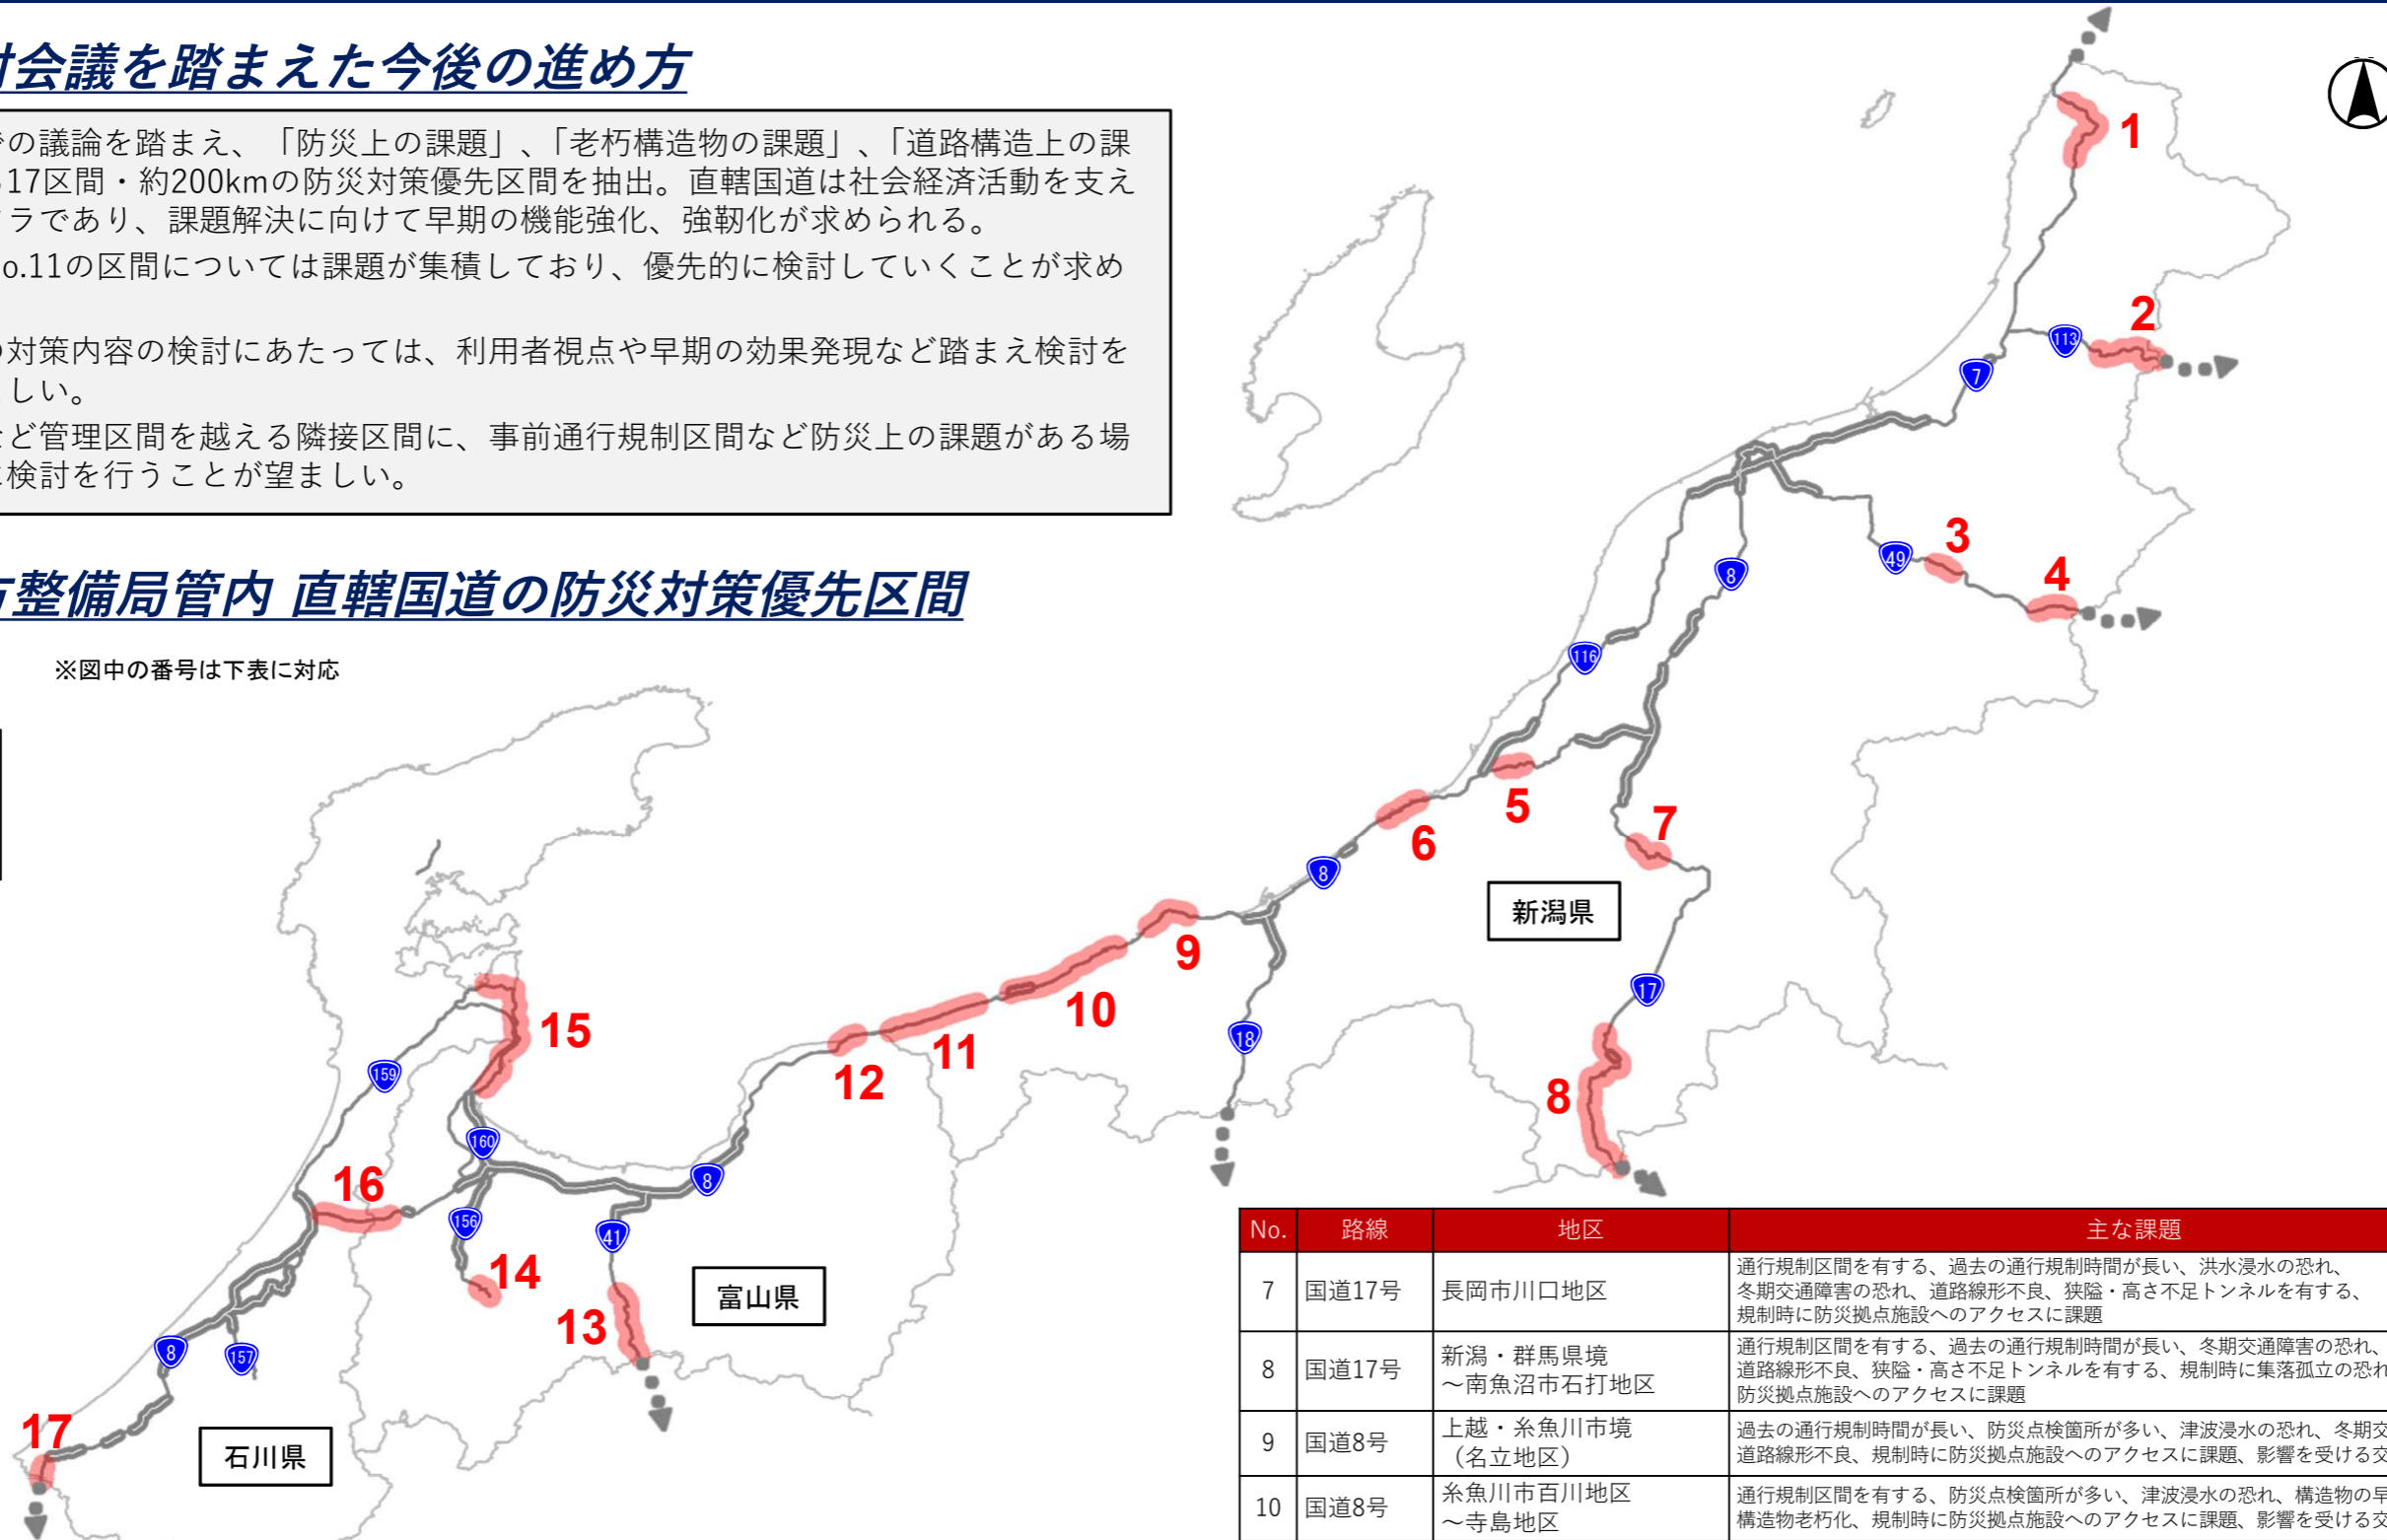 対会議を踏まえた今後の進め方
での議論を踏まえ、「防災上の課題」、「老朽構造物の課題」、「道路構造上の課
る17区間・約200kmの防災対策優先区間を抽出。直轄国道は社会経済活動を支え
フラであり、課題解決に向けて早期の機能強化、強靭化が求められる。
o.11の区間については課題が集積しており、優先的に検討していくことが求め
の対策内容の検討にあたっては、利用者視点や早期の効果発現など踏まえ検討を
ましい。
など管理区間を越える隣接区間に、事前通行規制区間など防災上の課題がある場
検討を行うことが望ましい。
方整備局管内 直轄国道の防災対策優先区間
※図中の番号は下表に対応
1
2
113
7
3
49
4
8
116
5
6
7
8
新潟県
9
10
17
15
11
18
12
159
8
160
16
8
156
41
14
富山県
13
8
157
17
石川県
No. 路線 地区 主な課題
7 国道17号 長岡市川口地区 通行規制区間を有する、過去の通行規制時間が長い、洪水浸水の恐れ、
冬期交通障害の恐れ、道路線形不良、狭隘・高さ不足トンネルを有する、
規制時に防災拠点施設へのアクセスに課題
8 国道17号 新潟・群馬県境
～南魚沼市石打地区
通行規制区間を有する、過去の通行規制時間が長い、冬期交通障害の恐れ、
道路線形不良、狭隘・高さ不足トンネルを有する、規制時に集落孤立の恐れ
防災拠点施設へのアクセスに課題
9 国道8号 上越・糸魚川市境
（名立地区）
過去の通行規制時間が長い、防災点検箇所が多い、津波浸水の恐れ、冬期交
道路線形不良、規制時に防災拠点施設へのアクセスに課題、影響を受ける交
10 国道8号 糸魚川市百川地区
～寺島地区
通行規制区間を有する、防災点検箇所が多い、津波浸水の恐れ、構造物の早
構造物老朽化、規制時に防災拠点施設へのアクセスに課題、影響を受ける交